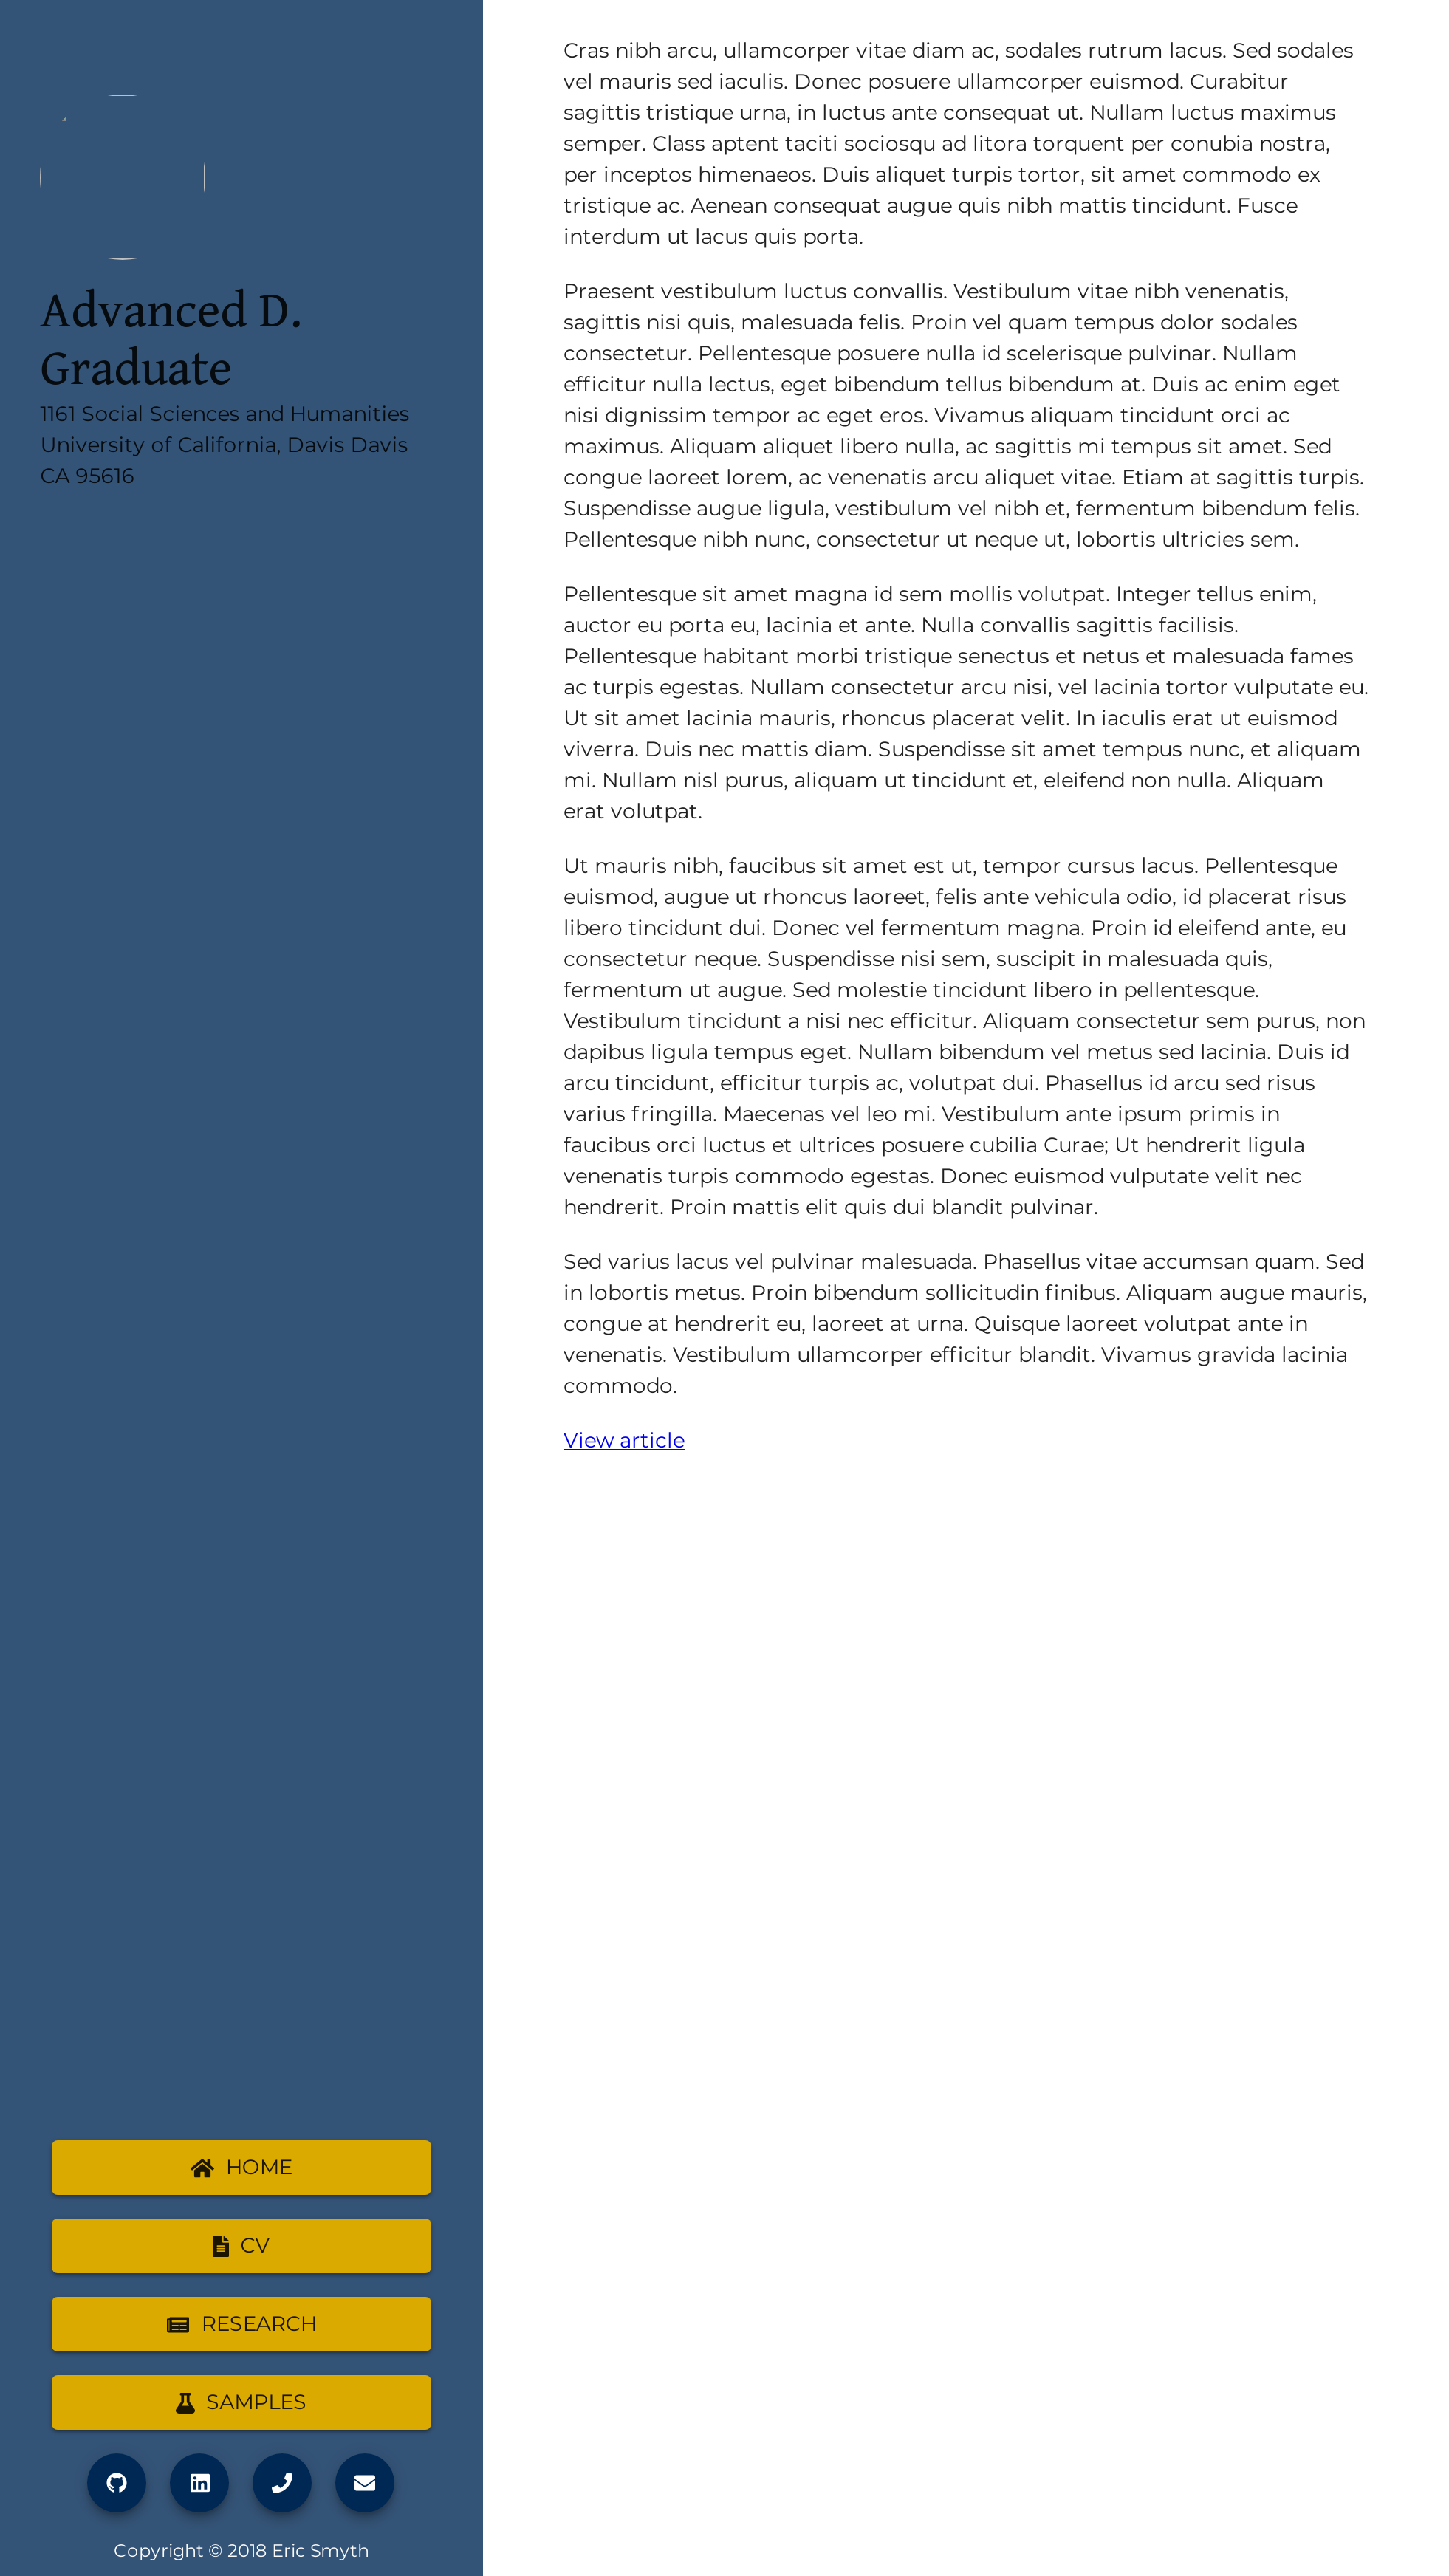 Advanced D.
Graduate
1161 Social Sciences and Humanities
University of California, Davis Davis
CA 95616
HOME
CV
RESEARCH
SAMPLES
Copyright © 2018 Eric Smyth
Cras nibh arcu, ullamcorper vitae diam ac, sodales rutrum lacus. Sed sodales
vel mauris sed iaculis. Donec posuere ullamcorper euismod. Curabitur
sagittis tristique urna, in luctus ante consequat ut. Nullam luctus maximus
semper. Class aptent taciti sociosqu ad litora torquent per conubia nostra,
per inceptos himenaeos. Duis aliquet turpis tortor, sit amet commodo ex
tristique ac. Aenean consequat augue quis nibh mattis tincidunt. Fusce
interdum ut lacus quis porta.
Praesent vestibulum luctus convallis. Vestibulum vitae nibh venenatis,
sagittis nisi quis, malesuada felis. Proin vel quam tempus dolor sodales
consectetur. Pellentesque posuere nulla id scelerisque pulvinar. Nullam
efficitur nulla lectus, eget bibendum tellus bibendum at. Duis ac enim eget
nisi dignissim tempor ac eget eros. Vivamus aliquam tincidunt orci ac
maximus. Aliquam aliquet libero nulla, ac sagittis mi tempus sit amet. Sed
congue laoreet lorem, ac venenatis arcu aliquet vitae. Etiam at sagittis turpis.
Suspendisse augue ligula, vestibulum vel nibh et, fermentum bibendum felis.
Pellentesque nibh nunc, consectetur ut neque ut, lobortis ultricies sem.
Pellentesque sit amet magna id sem mollis volutpat. Integer tellus enim,
auctor eu porta eu, lacinia et ante. Nulla convallis sagittis facilisis.
Pellentesque habitant morbi tristique senectus et netus et malesuada fames
ac turpis egestas. Nullam consectetur arcu nisi, vel lacinia tortor vulputate eu.
Ut sit amet lacinia mauris, rhoncus placerat velit. In iaculis erat ut euismod
viverra. Duis nec mattis diam. Suspendisse sit amet tempus nunc, et aliquam
mi. Nullam nisl purus, aliquam ut tincidunt et, eleifend non nulla. Aliquam
erat volutpat.
Ut mauris nibh, faucibus sit amet est ut, tempor cursus lacus. Pellentesque
euismod, augue ut rhoncus laoreet, felis ante vehicula odio, id placerat risus
libero tincidunt dui. Donec vel fermentum magna. Proin id eleifend ante, eu
consectetur neque. Suspendisse nisi sem, suscipit in malesuada quis,
fermentum ut augue. Sed molestie tincidunt libero in pellentesque.
Vestibulum tincidunt a nisi nec efficitur. Aliquam consectetur sem purus, non
dapibus ligula tempus eget. Nullam bibendum vel metus sed lacinia. Duis id
arcu tincidunt, efficitur turpis ac, volutpat dui. Phasellus id arcu sed risus
varius fringilla. Maecenas vel leo mi. Vestibulum ante ipsum primis in
faucibus orci luctus et ultrices posuere cubilia Curae; Ut hendrerit ligula
venenatis turpis commodo egestas. Donec euismod vulputate velit nec
hendrerit. Proin mattis elit quis dui blandit pulvinar.
Sed varius lacus vel pulvinar malesuada. Phasellus vitae accumsan quam. Sed
in lobortis metus. Proin bibendum sollicitudin finibus. Aliquam augue mauris,
congue at hendrerit eu, laoreet at urna. Quisque laoreet volutpat ante in
venenatis. Vestibulum ullamcorper efficitur blandit. Vivamus gravida lacinia
commodo.
View article